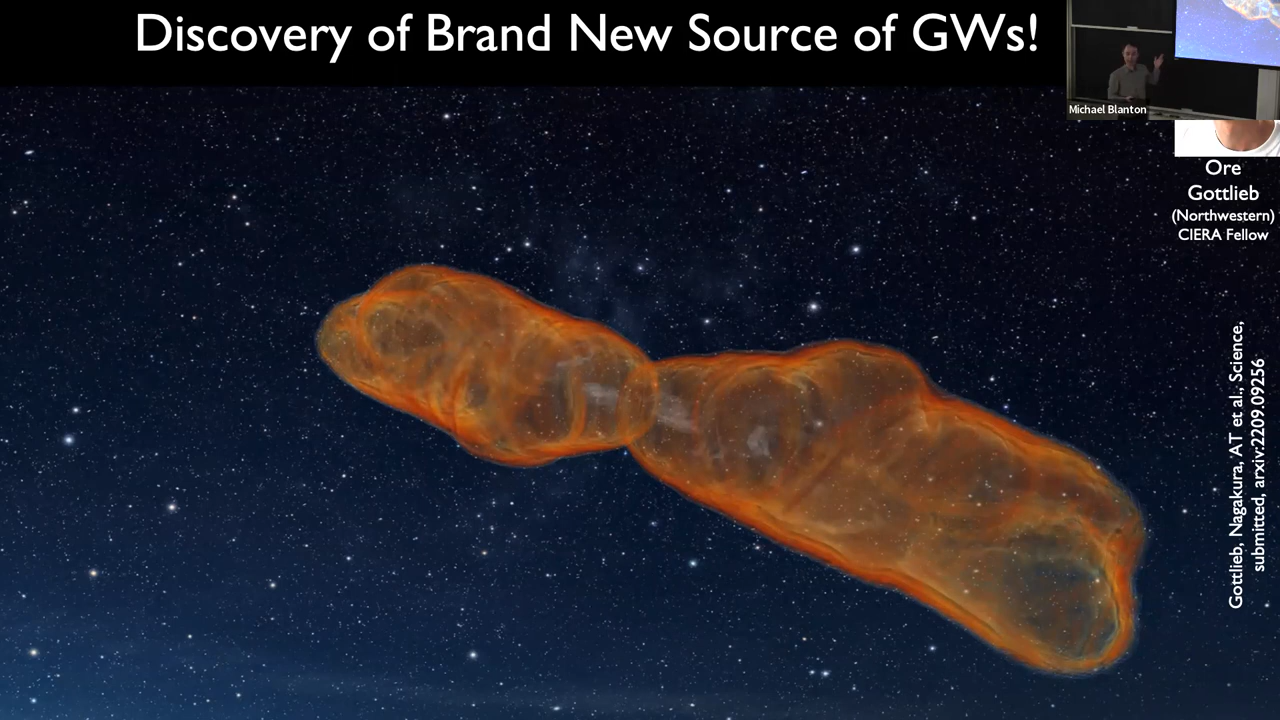 Discovery of Brand New Source of GWs!
Michael Blanton
Ore
Gottlieb
(Northwestern)
CIERA Fellow
Gottlieb, Nagakura, AT et al., Science,
submitted, arxiv:2209.09256